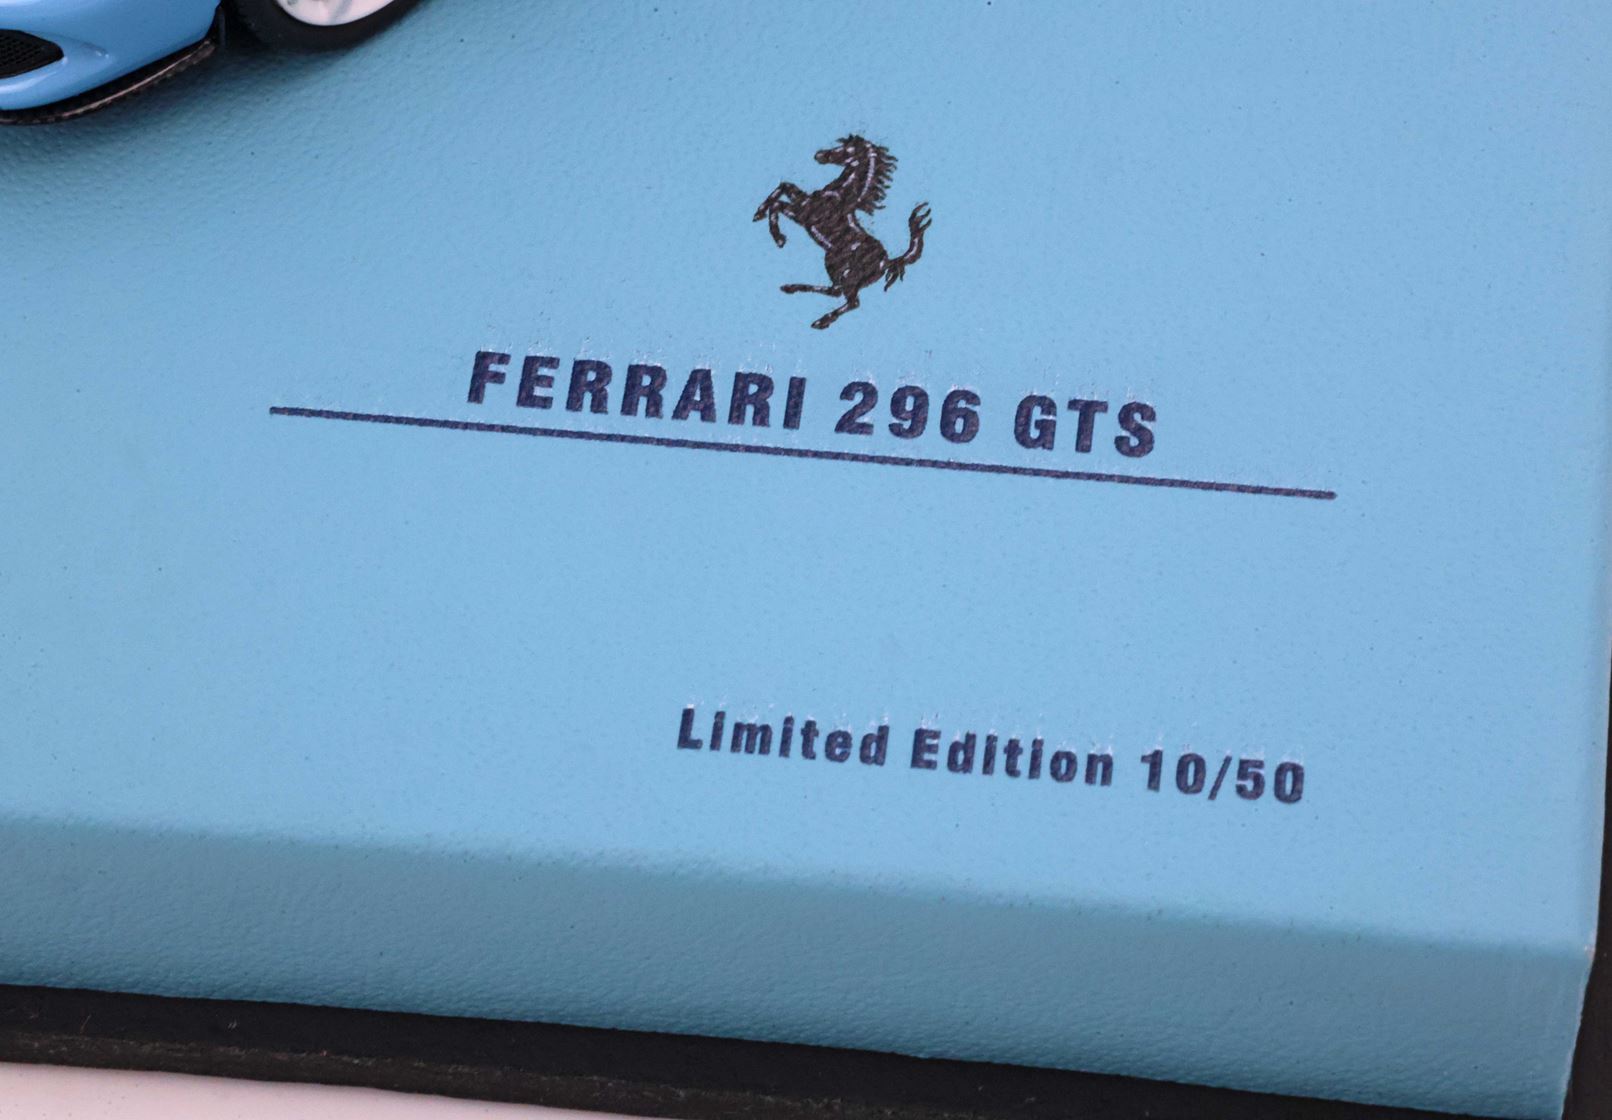 FERRARI 296 GTS
Limited Edition 10/50